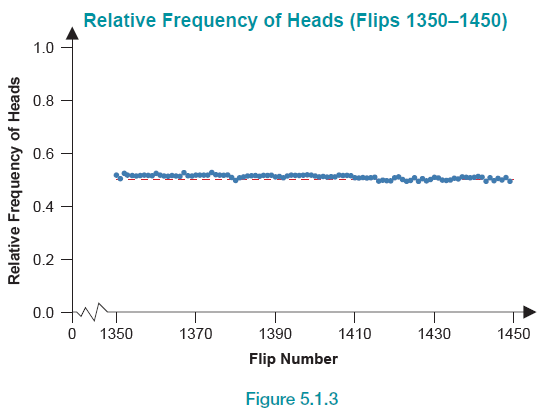 Relative Frequency of Heads (Flips 1350–1450)
Relative Frequency of Heads
1.0
0.8
0.6
0.4
0.2
0.0
0 1350 1370 1390 1410 1430 1450
Flip Number
Figure 5.1.3